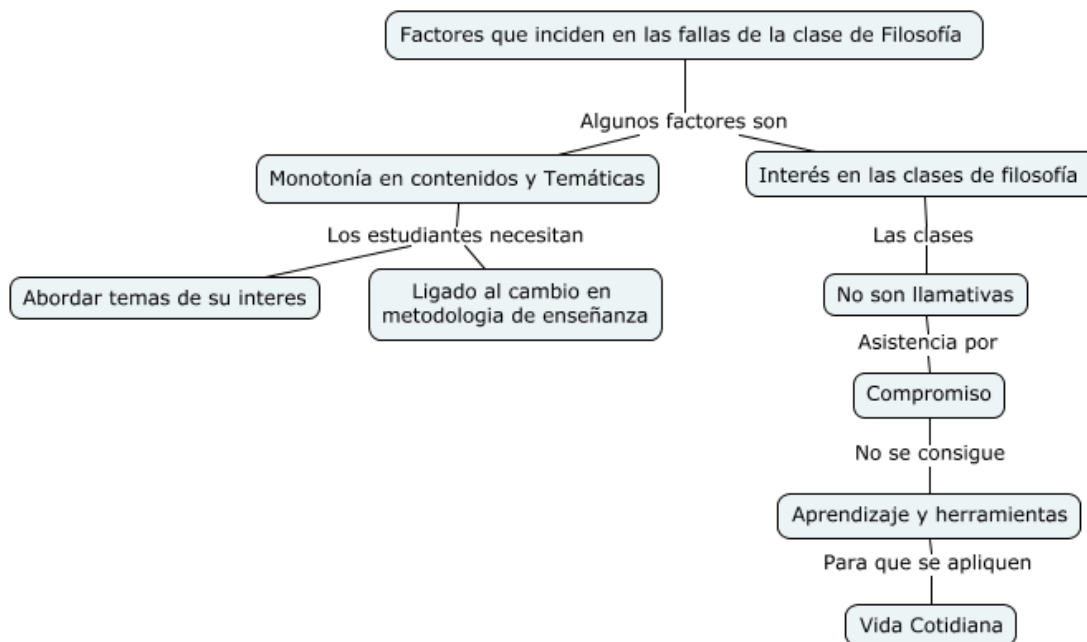 Factores que inciden en las fallas de la clase de Filosofía
Algunos factores son
Monotonía en contenidos y Temáticas
Interés en las clases de filosofía
Los estudiantes necesitan
Las clases
Abordar temas de su interes
Ligado al cambio en
metodologia de enseñanza
No son llamativas
Asistencia por
Compromiso
No se consigue
Aprendizaje y herramientas
Para que se apliquen
Vida Cotidiana